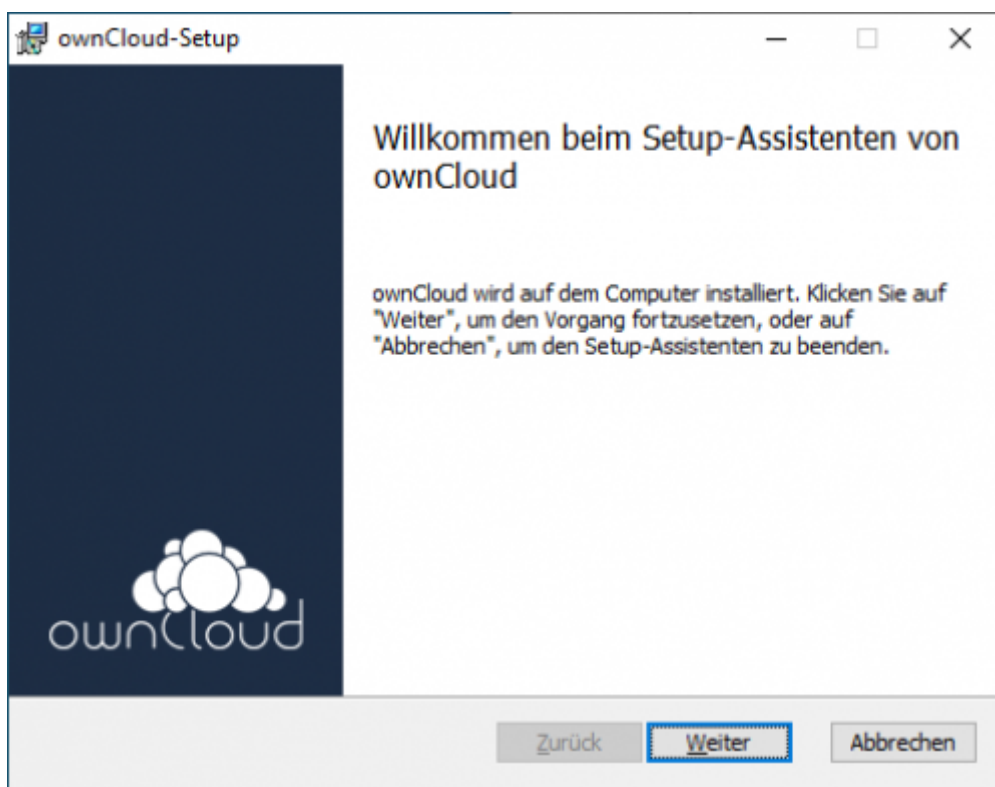 ownCloud-Setup
Willkommen beim Setup-Assistenten von
ownCloud
ownCloud wird auf dem Computer installiert. Klicken Sie auf
"Weiter", um den Vorgang fortzusetzen, oder auf
"Abbrechen", um den Setup-Assistenten zu beenden.
ownCloud
Zurück
Weiter
Abbrechen